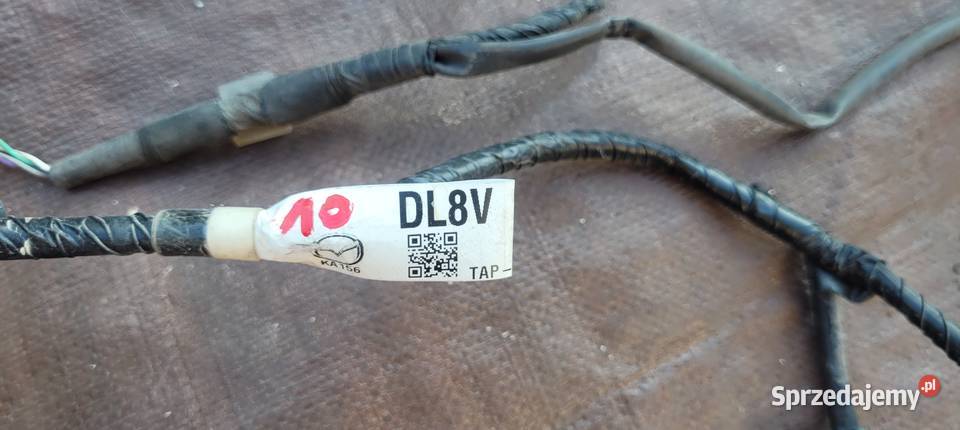 10
DL8V
KA156
TAP-
Sprzedajemy.pl